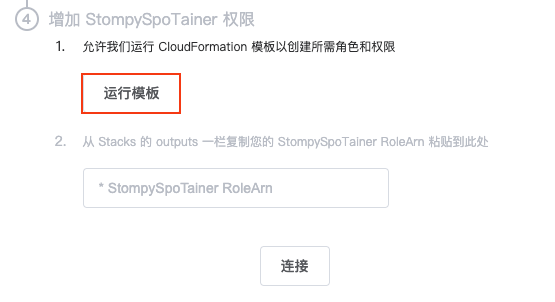 4 增加 StompySpoTainer 权限
1. 允许我们运行 CloudFormation 模板以创建所需角色和权限
运行模板
2. 从 Stacks 的 outputs 一栏复制您的 StompySpoTainer RoleArn 粘贴到此处
* StompySpoTainer RoleArn
连接